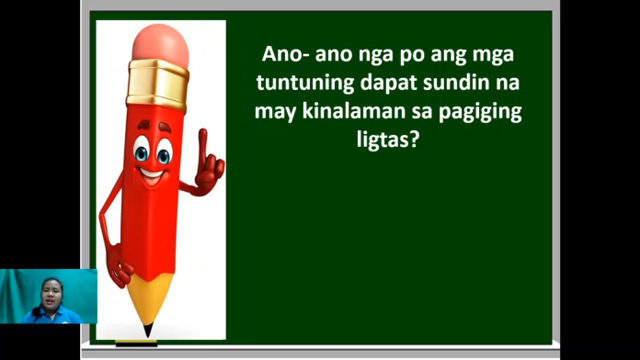 Ano- ano nga po ang mga
tuntuning dapat sundin na
may kinalaman sa pagiging
ligtas?